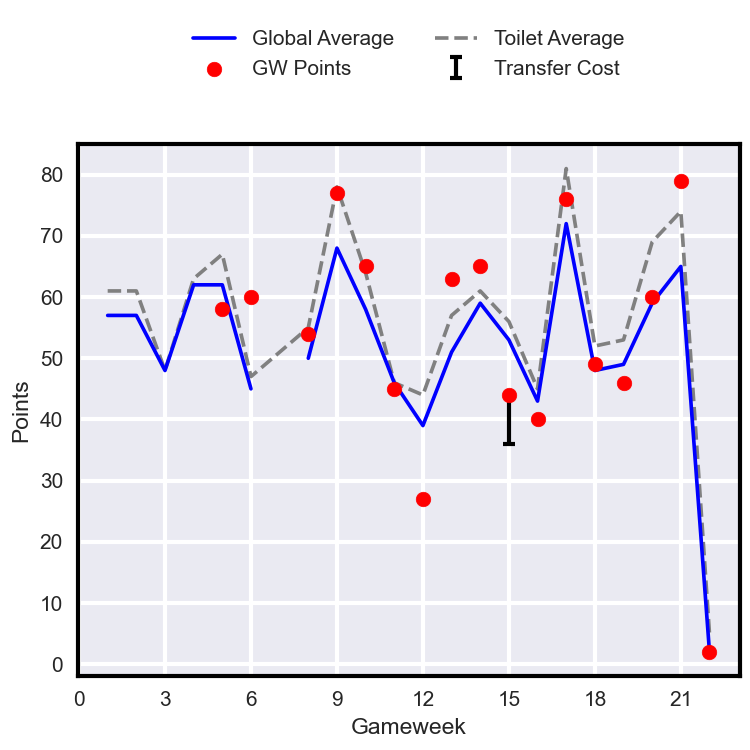 Global Average
Toilet Average
GW Points
Transfer Cost
80
70
60
50
40
30
20
10
0
Points
0 3 6 9 12 15 18 21
Gameweek